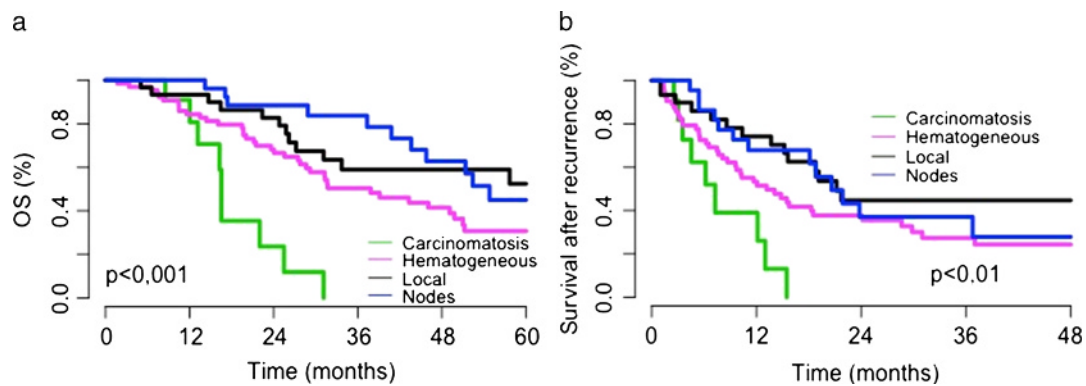 a
OS (%)
0.8
0.4
0.0
Carcinomatosis
Hematogeneous
Local
Nodes
p<0,001
0 12 24 36 48 60
Time (months)
b
Survival after recurrence (%)
0.8
0.4
0.0
Carcinomatosis
Hematogeneous
Local
Nodes
p<0.01
0 12 24 36 48
Time (months)